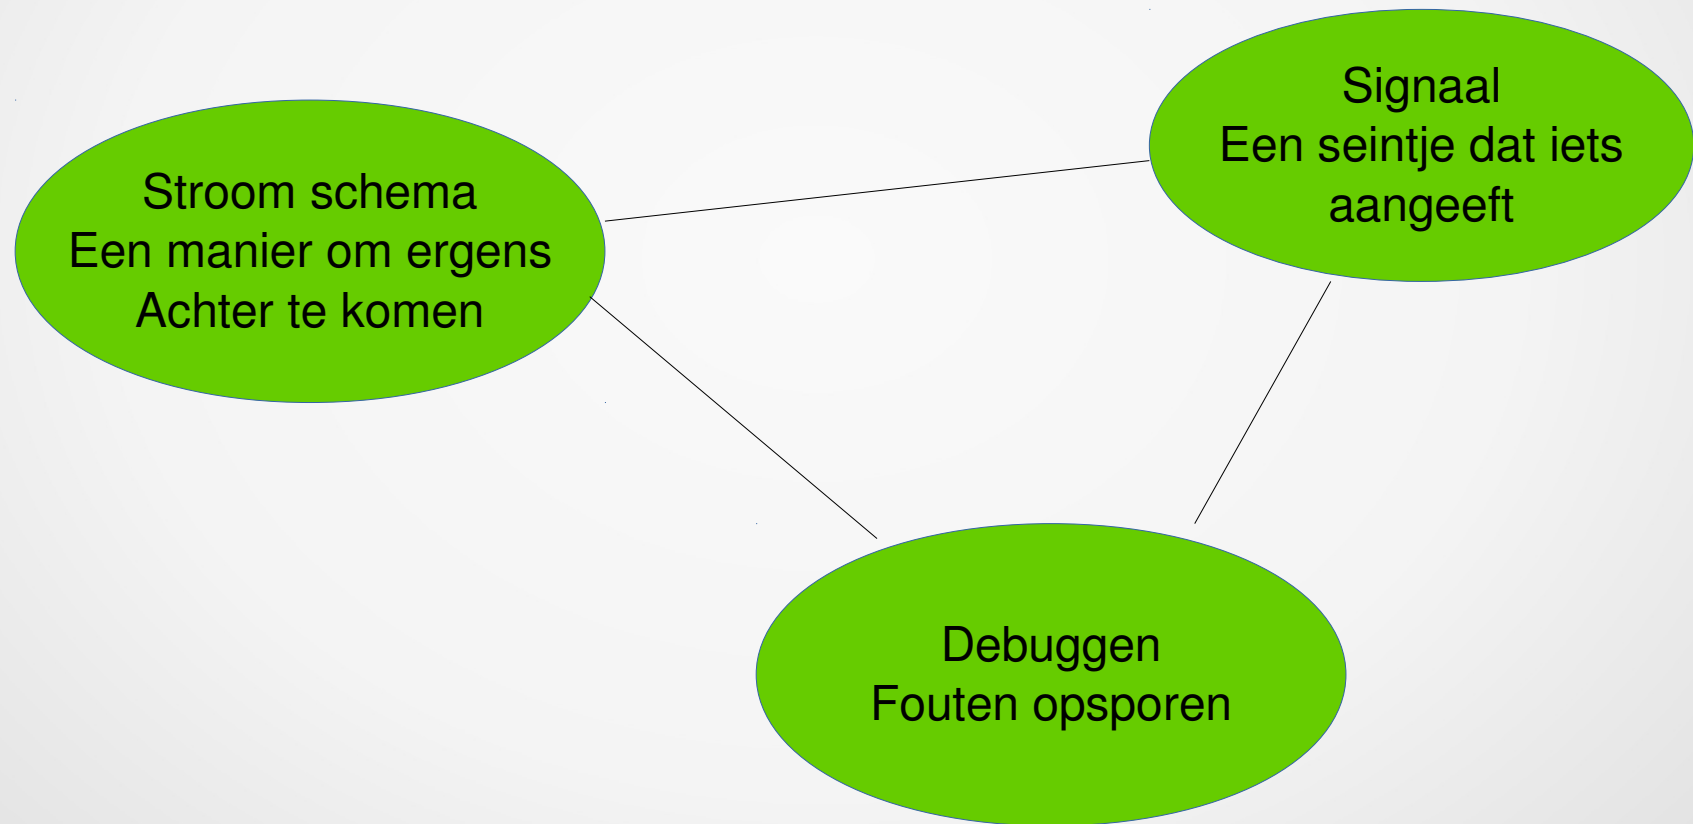 Stroom schema
Een manier om ergens
Achter te komen
Signaal
Een seintje dat iets
aangeeft
Debuggen
Fouten opsporen